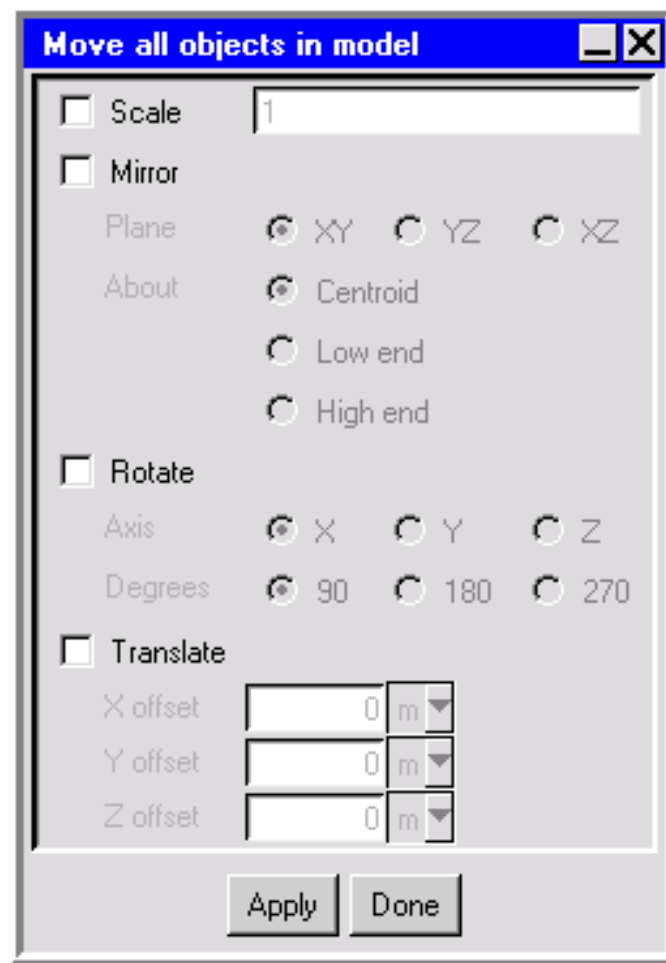 Move all objects in model
Scale 1
Mirror
Plane XY YZ XZ
About Centroid
Low end
High end
Rotate
Axis X Y Z
Degrees 90 180 270
Translate
X offset 0 m
Y offset 0 m
Z offset 0 m
Apply Done